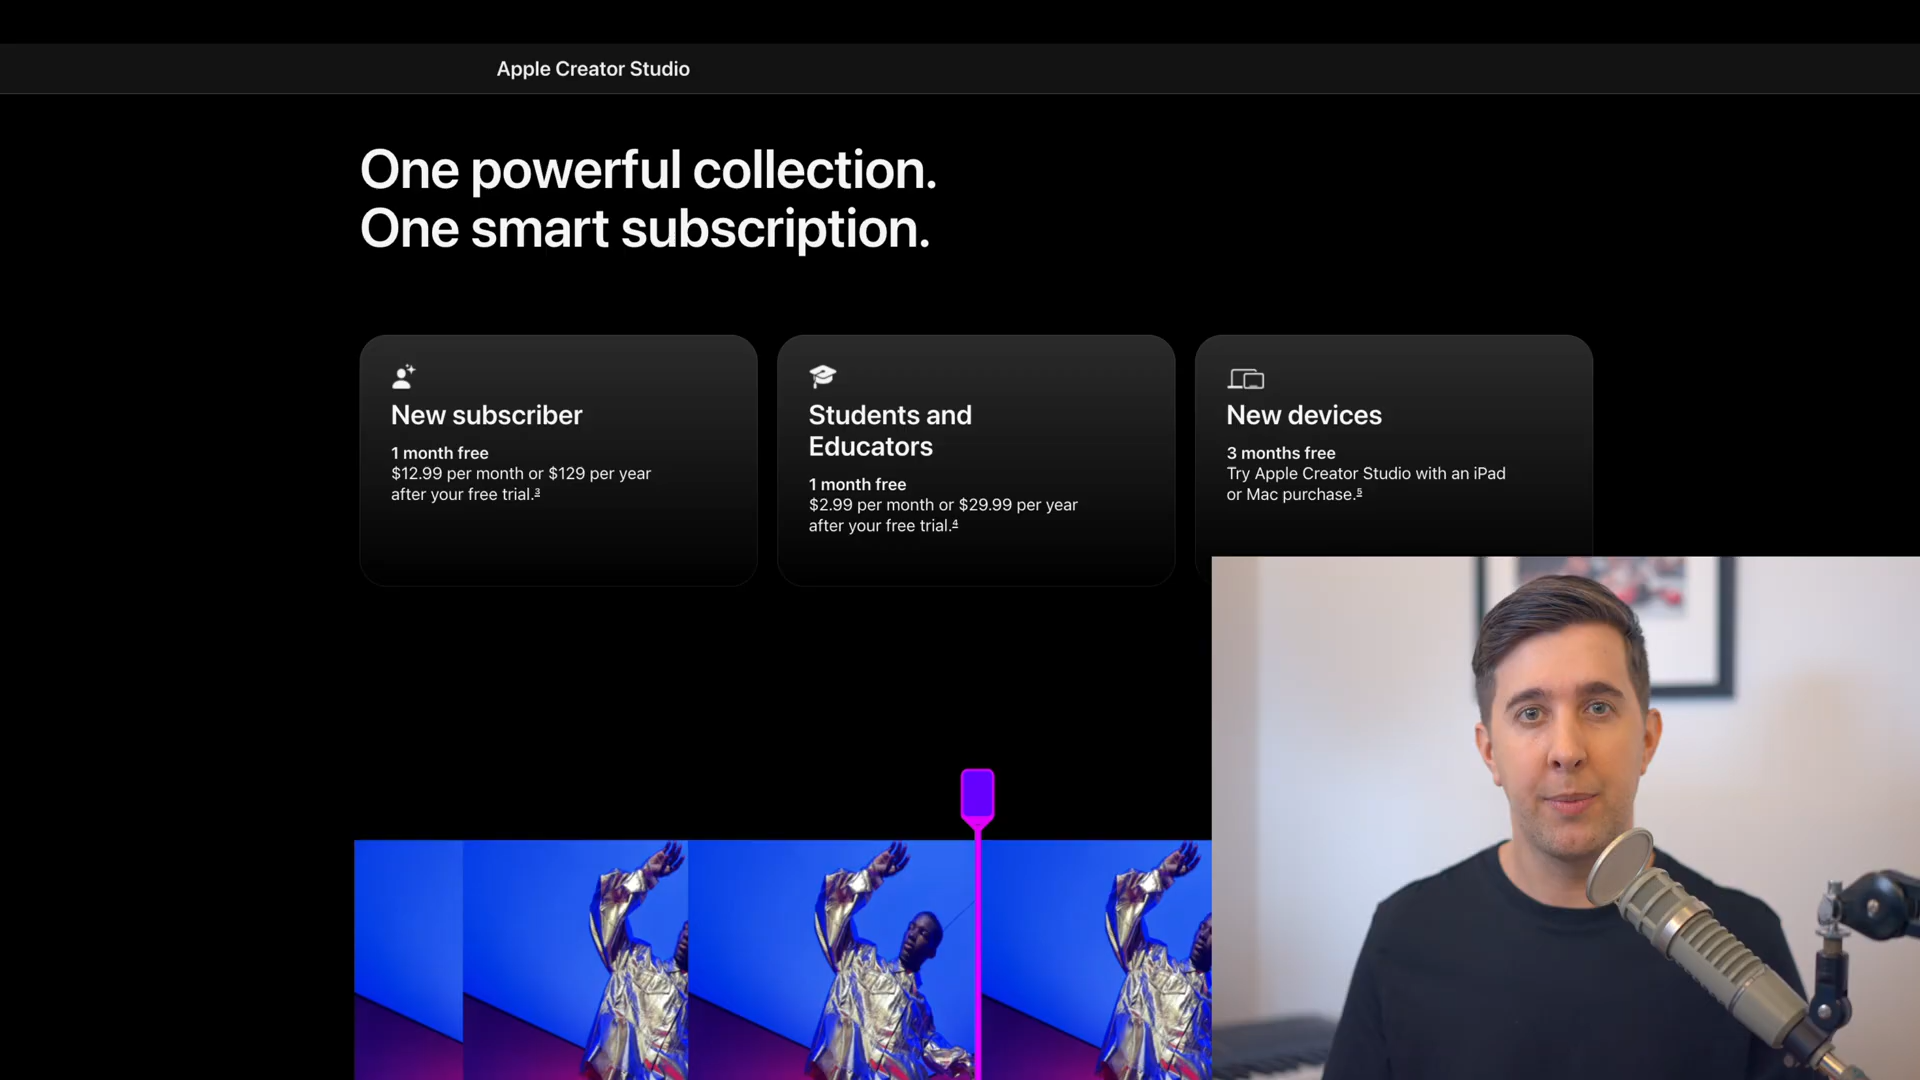 Apple Creator Studio
One powerful collection.
One smart subscription.
New subscriber
1 month free
$12.99 per month or $129 per year
after your free trial.3
Students and
Educators
1 month free
$2.99 per month or $29.99 per year
after your free trial.4
New devices
3 months free
Try Apple Creator Studio with an iPad
or Mac purchase.5